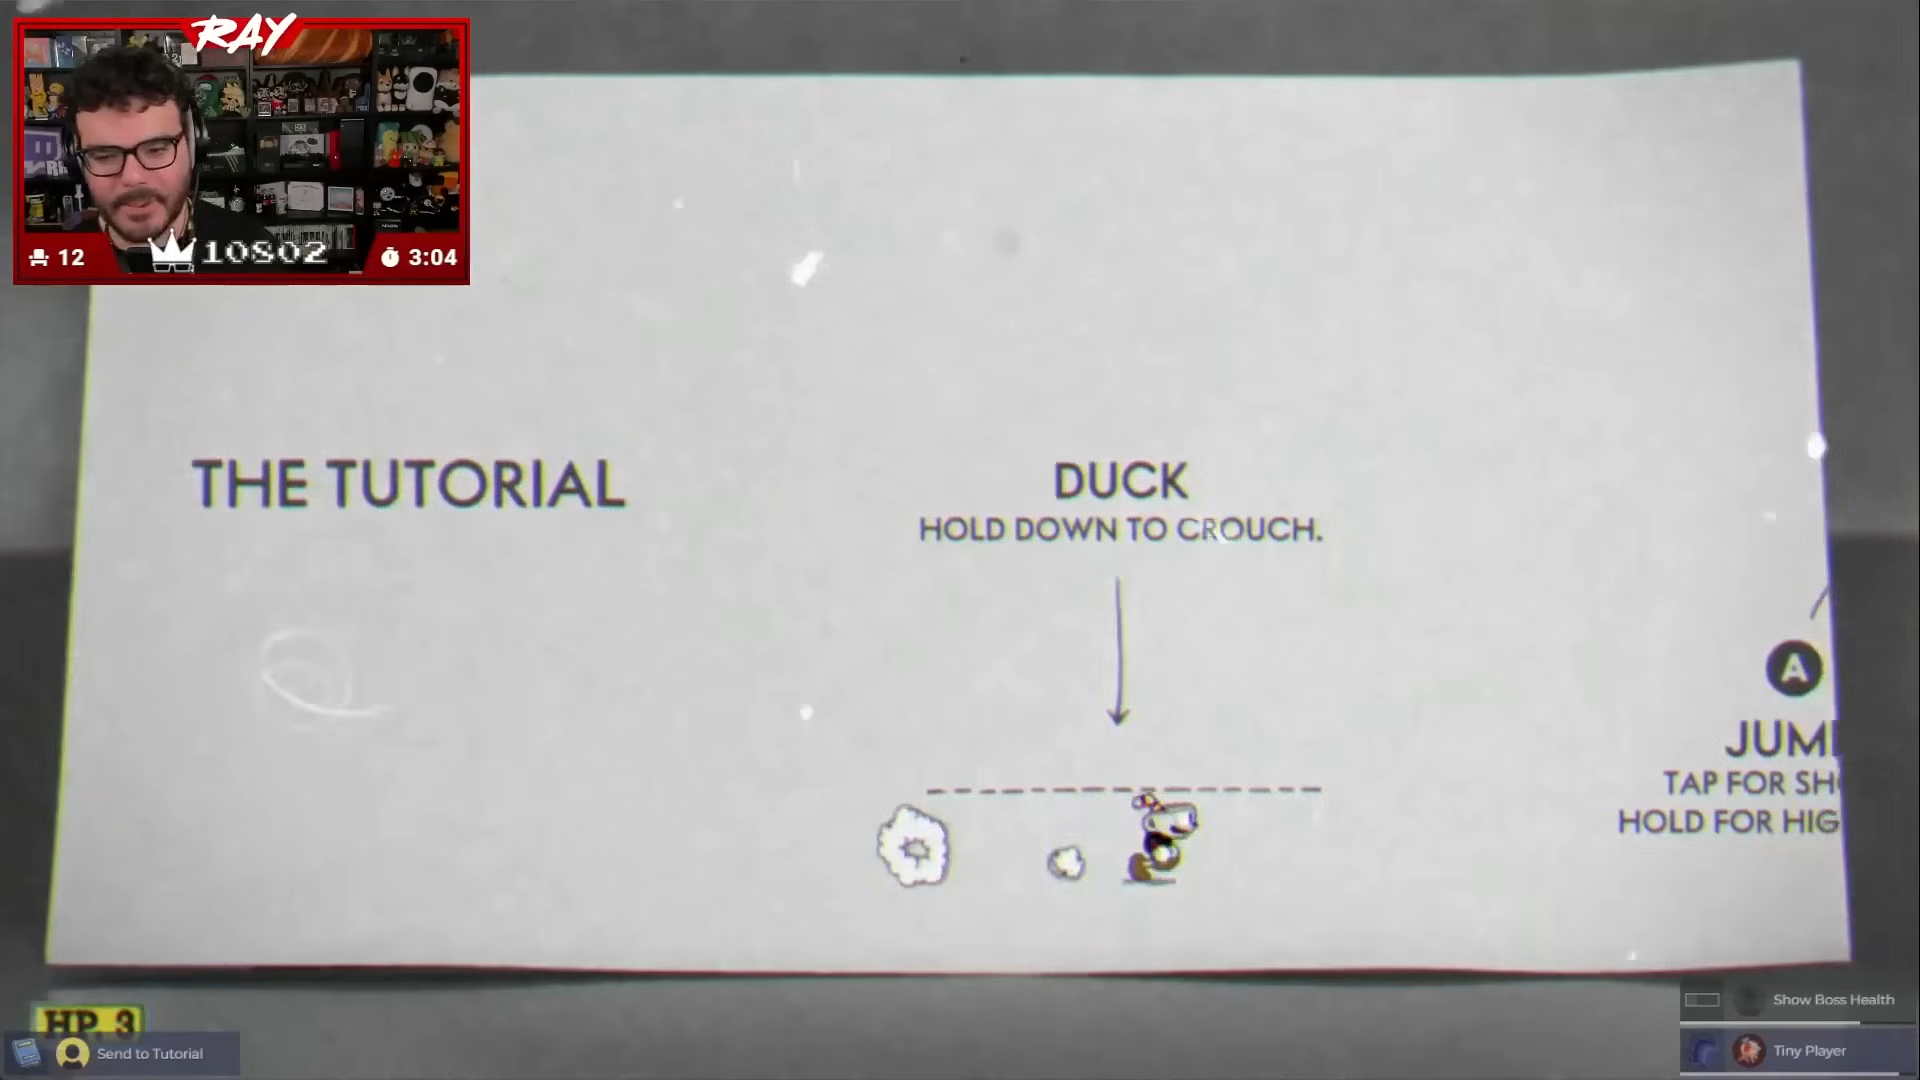 RAY
12
10802
3:04
THE TUTORIAL
DUCK
HOLD DOWN TO CROUCH.
A
JUM
TAP FOR SH
HOLD FOR HIG
HP. 3
Send to Tutorial
Show Boss Health
Tiny Player